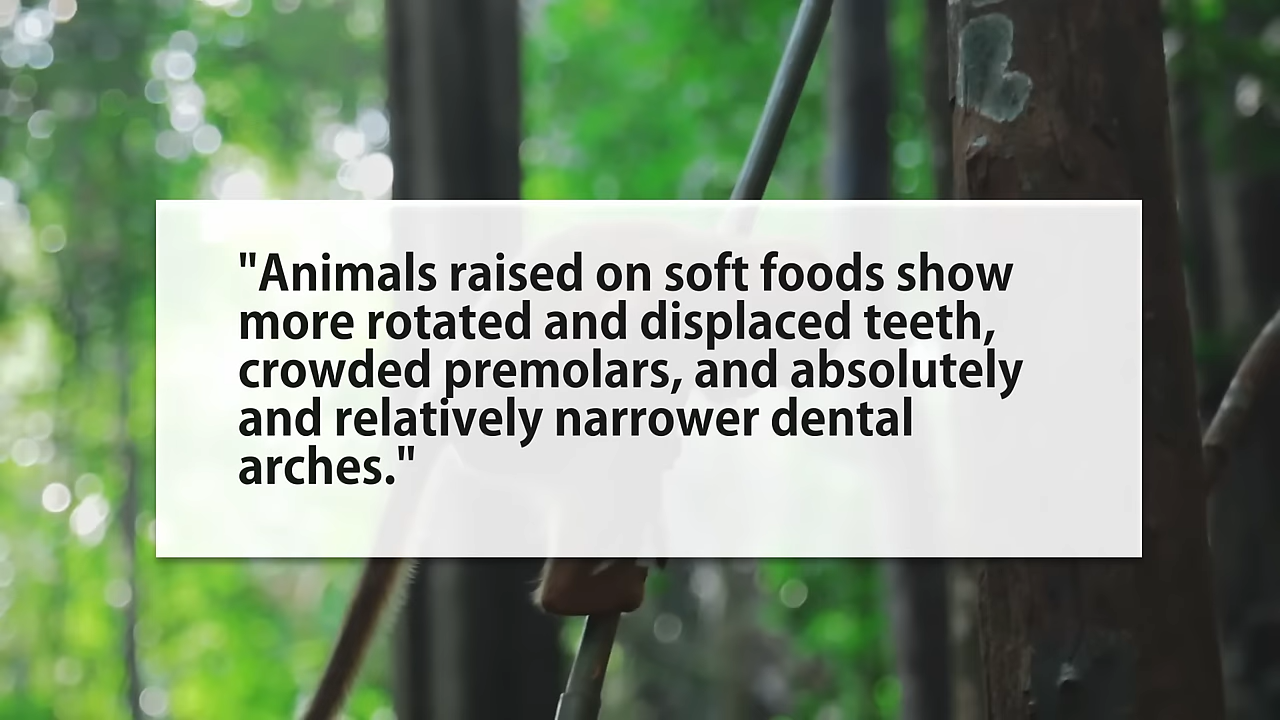 "Animals raised on soft foods show
more rotated and displaced teeth,
crowded premolars, and absolutely
and relatively narrower dental
arches."